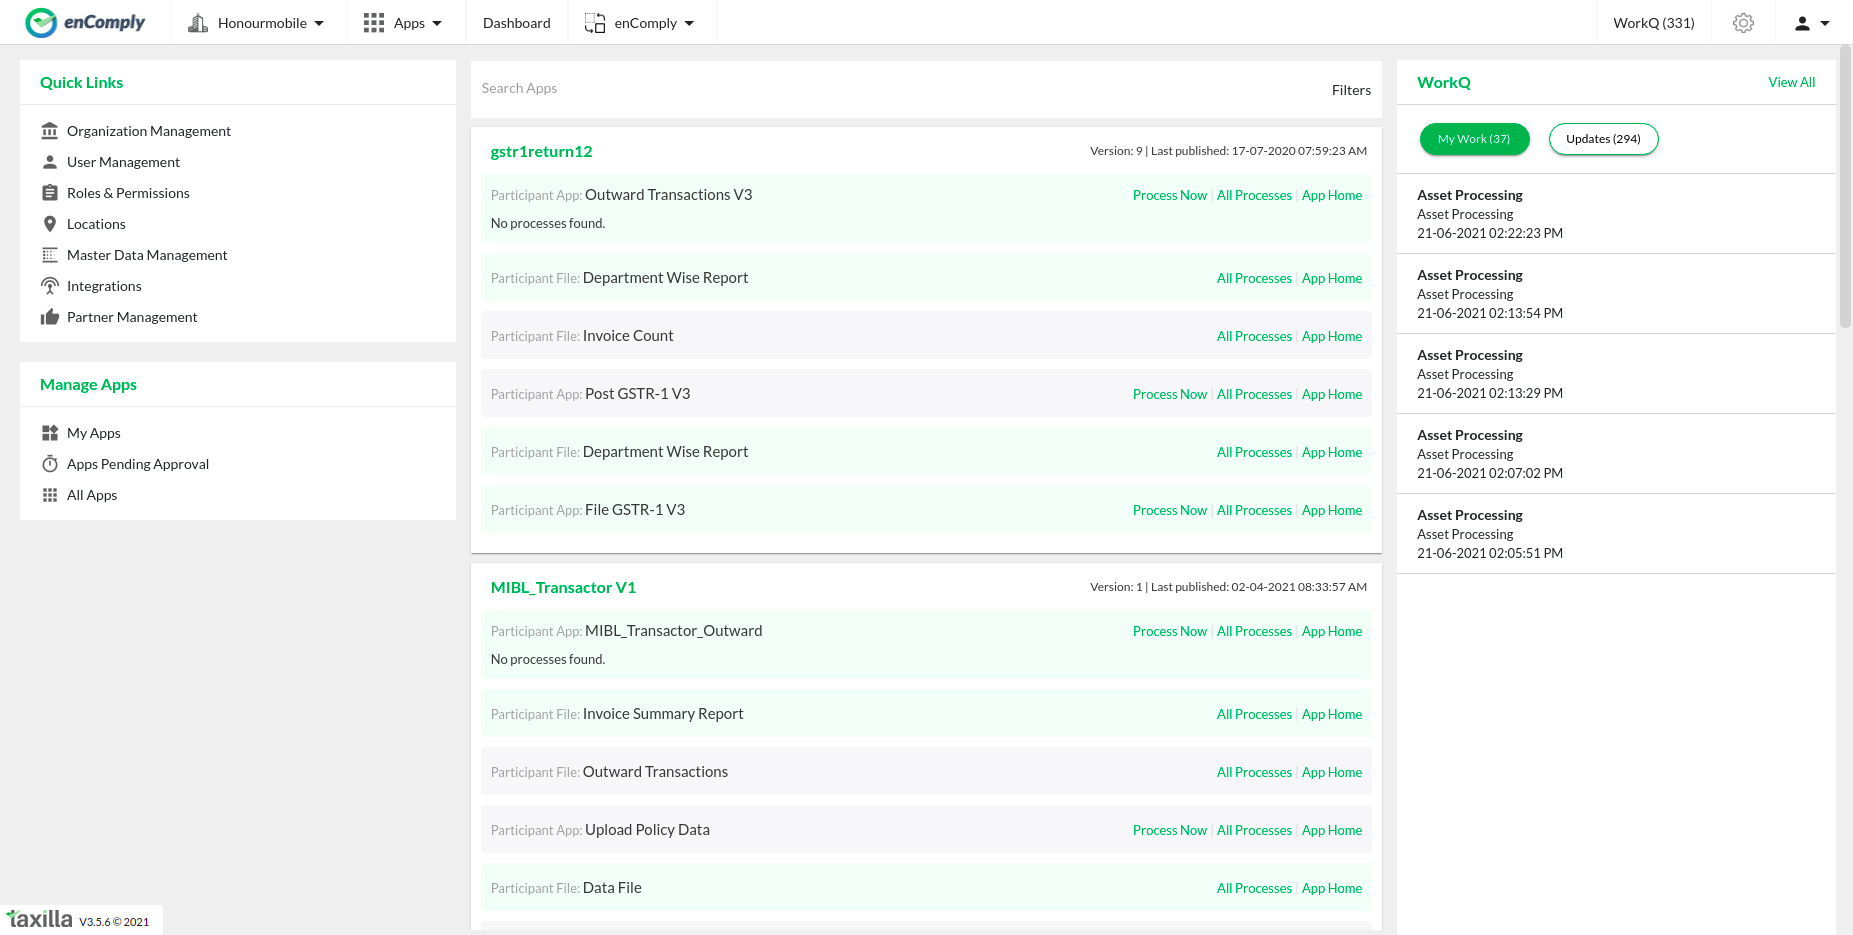 enComply
Honourmobile
Apps
Dashboard
enComply
WorkQ (331)
Quick Links
Organization Management
User Management
Roles & Permissions
Locations
Master Data Management
Integrations
Partner Management
Manage Apps
My Apps
Apps Pending Approval
All Apps
taxilla V3.5.6 © 2021
Search Apps
Filters
gstr1return12
Version: 9 | Last published: 17-07-2020 07:59:23 AM
Participant App: Outward Transactions V3
Process Now | All Processes | App Home
No processes found.
Participant File: Department Wise Report
All Processes | App Home
Participant File: Invoice Count
All Processes | App Home
Participant App: Post GSTR-1 V3
Process Now | All Processes | App Home
Participant File: Department Wise Report
All Processes | App Home
Participant App: File GSTR-1 V3
Process Now | All Processes | App Home
MIBL_Transactor V1
Version: 1 | Last published: 02-04-2021 08:33:57 AM
Participant App: MIBL_Transactor_Outward
Process Now | All Processes | App Home
No processes found.
Participant File: Invoice Summary Report
All Processes | App Home
Participant File: Outward Transactions
All Processes | App Home
Participant App: Upload Policy Data
Process Now | All Processes | App Home
Participant File: Data File
All Processes | App Home
WorkQ
View All
My Work (37)
Updates (294)
Asset Processing
Asset Processing
21-06-2021 02:22:23 PM
Asset Processing
Asset Processing
21-06-2021 02:13:54 PM
Asset Processing
Asset Processing
21-06-2021 02:13:29 PM
Asset Processing
Asset Processing
21-06-2021 02:07:02 PM
Asset Processing
Asset Processing
21-06-2021 02:05:51 PM